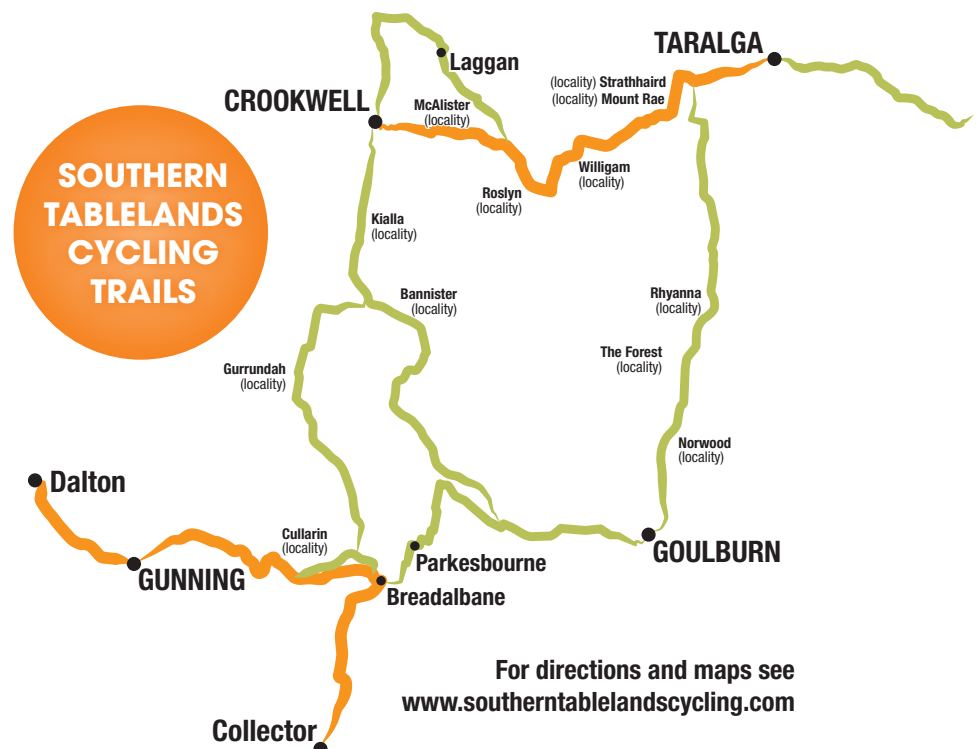 TARALGA
Laggan
(locality) Strathhaird
(locality) Mount Rae
CROOKWELL
McAlister
(locality)
SOUTHERN
TABLELANDS
CYCLING
TRAILS
Willigam
(locality)
Roslyn
(locality)
Kialla
(locality)
Bannister
(locality)
Rhyanna
(locality)
The Forest
(locality)
Gurrundah
(locality)
Norwood
(locality)
Dalton
Cullarin
(locality)
GOULBURN
Parkesbourne
GUNNING
Breadalbane
For directions and maps see
www.southerntablelandscycling.com
Collector